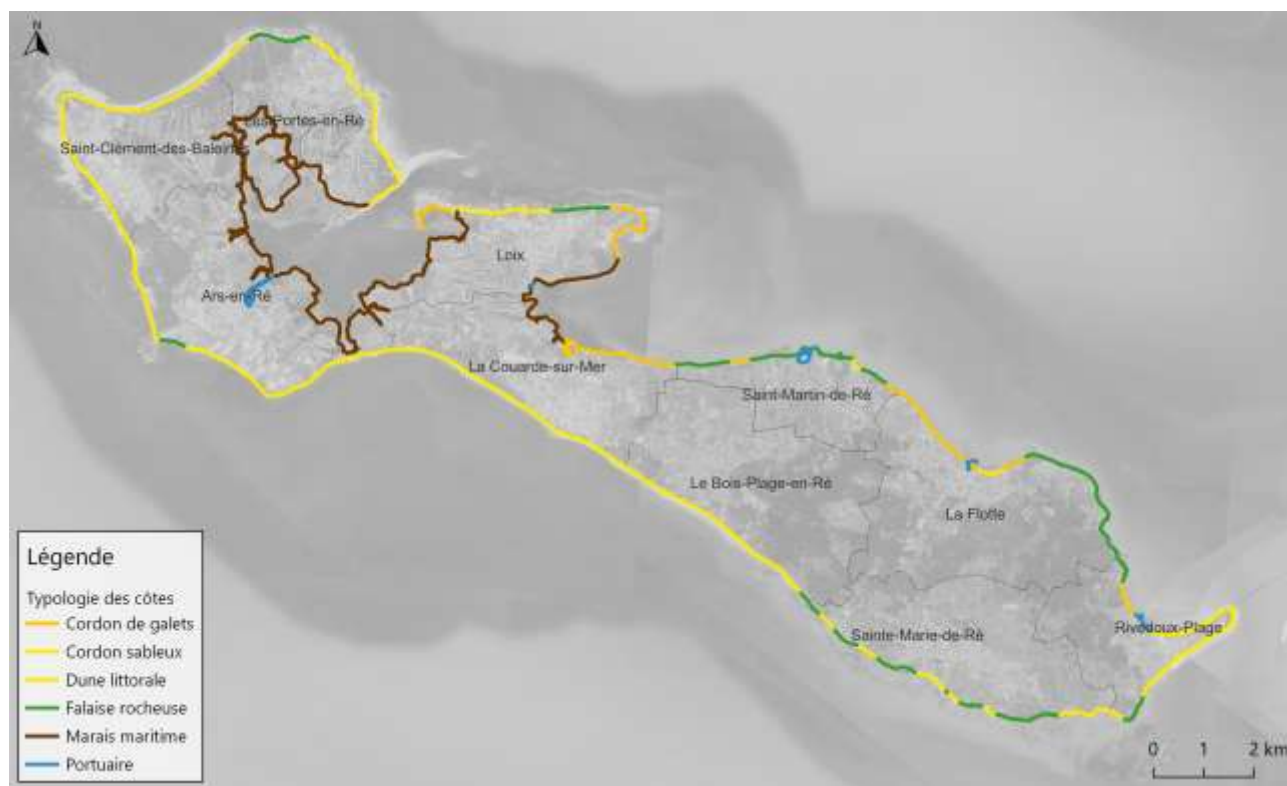 N
Les Portes-en-Ré
Saint-Clément-des-Baleines
Loix
Ars-en-Ré
La Couarde-sur-Mer
Saint-Martin-de-Ré
Le Bois-Plage-en-Ré
La Flotte
Sainte-Marie-de-Ré
Rivedoux-Plage
Légende
Typologie des côtes
Cordon de galets
Cordon sableux
Dune littorale
Falaise rocheuse
Marais maritime
Portuaire
0 1 2 km